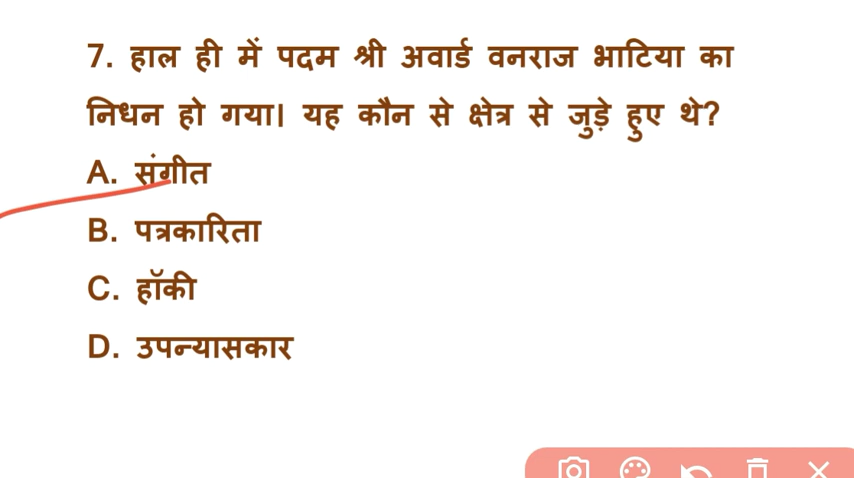 7. हाल ही में पदम श्री अवार्ड वनराज भाटिया का
निधन हो गया। यह कौन से क्षेत्र से जुड़े हुए थे?
A. संगीत
B. पत्रकारिता
C. हॉकी
D. उपन्यासकार